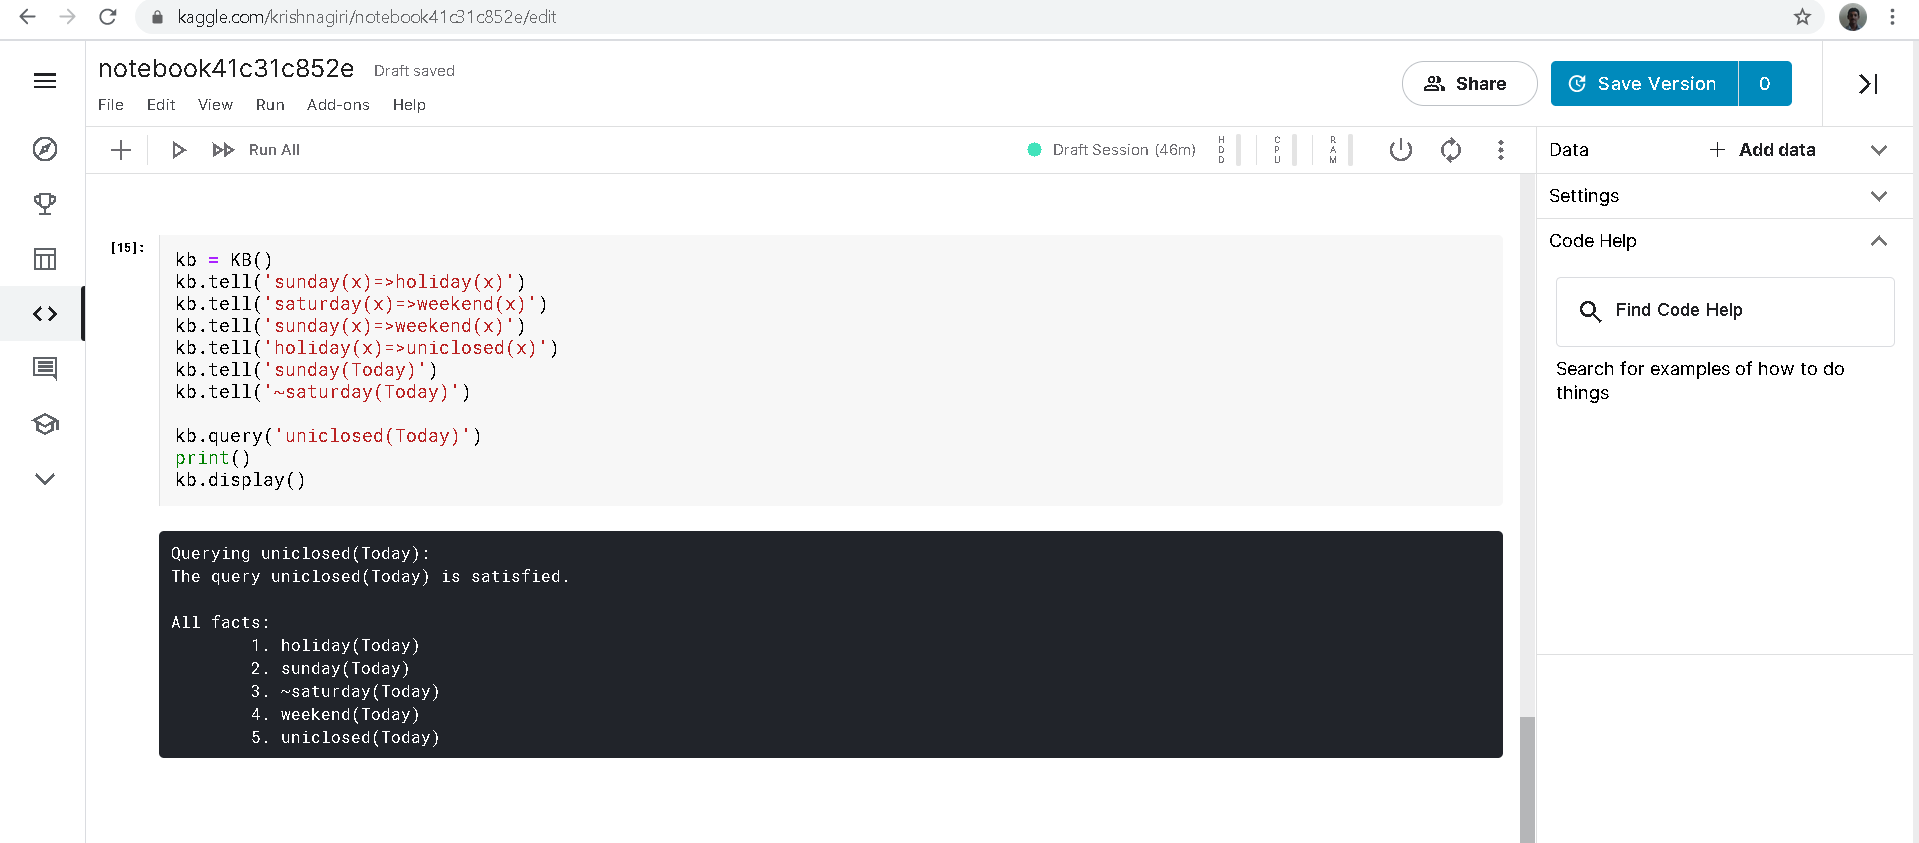 kaggle.com/krishnagiri/notebook41c31c852e/edit
notebook41c31c852e Draft saved
File Edit View Run Add-ons Help
Share
Save Version 0
Run All
Draft Session (46m)
HDD
CPU
RAM
Data
Add data
Settings
Code Help
Find Code Help
Search for examples of how to do
things
[15]:
kb = KB()
kb.tell('sunday(x)=>holiday(x)')
kb.tell('saturday(x)=>weekend(x)')
kb.tell('sunday(x)=>weekend(x)')
kb.tell('holiday(x)=>uniclosed(x)')
kb.tell('sunday(Today)')
kb.tell('~saturday(Today)')
kb.query('uniclosed(Today)')
print()
kb.display()
Querying uniclosed(Today):
The query uniclosed(Today) is satisfied.
All facts:
1. holiday(Today)
2. sunday(Today)
3. ~saturday(Today)
4. weekend(Today)
5. uniclosed(Today)